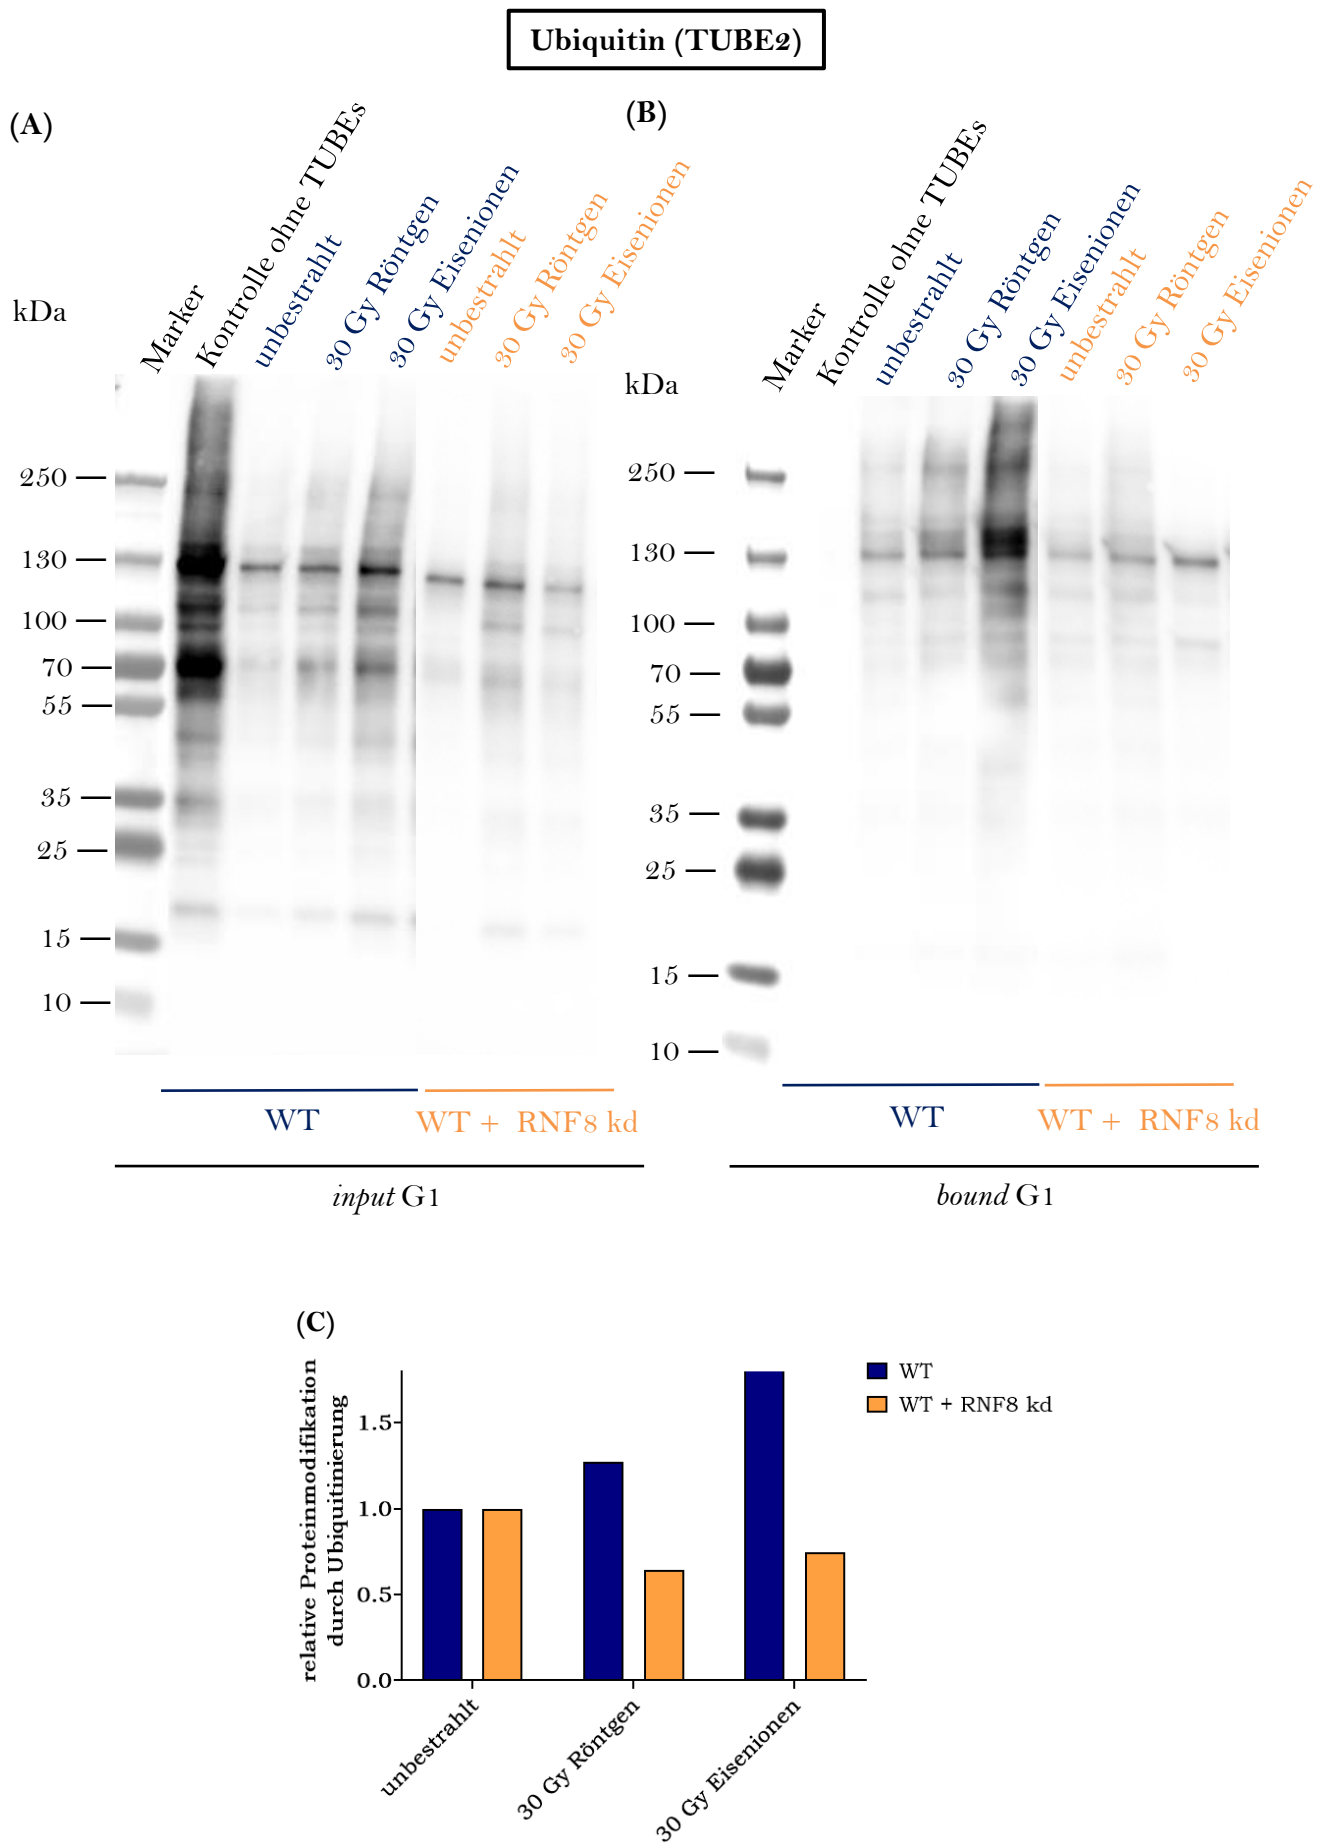 Ubiquitin (TUBE2)
(A)
kDa
Marker
Kontrolle ohne TUBEs
unbestrahlt
30 Gy Röntgen
30 Gy Eisenionen
unbestrahlt
30 Gy Röntgen
30 Gy Eisenionen
250
130
100
70
55
35
25
15
10
WT
WT + RNF8 kd
input G1
(B)
kDa
Marker
Kontrolle ohne TUBEs
unbestrahlt
30 Gy Röntgen
30 Gy Eisenionen
unbestrahlt
30 Gy Röntgen
30 Gy Eisenionen
250
130
100
70
55
35
25
15
10
WT
WT + RNF8 kd
bound G1
(C)
relative Proteinmodifikation
durch Ubiquitinierung
1.5
1.0
0.5
0.0
unbestrahlt
30 Gy Röntgen
30 Gy Eisenionen
WT
WT + RNF8 kd